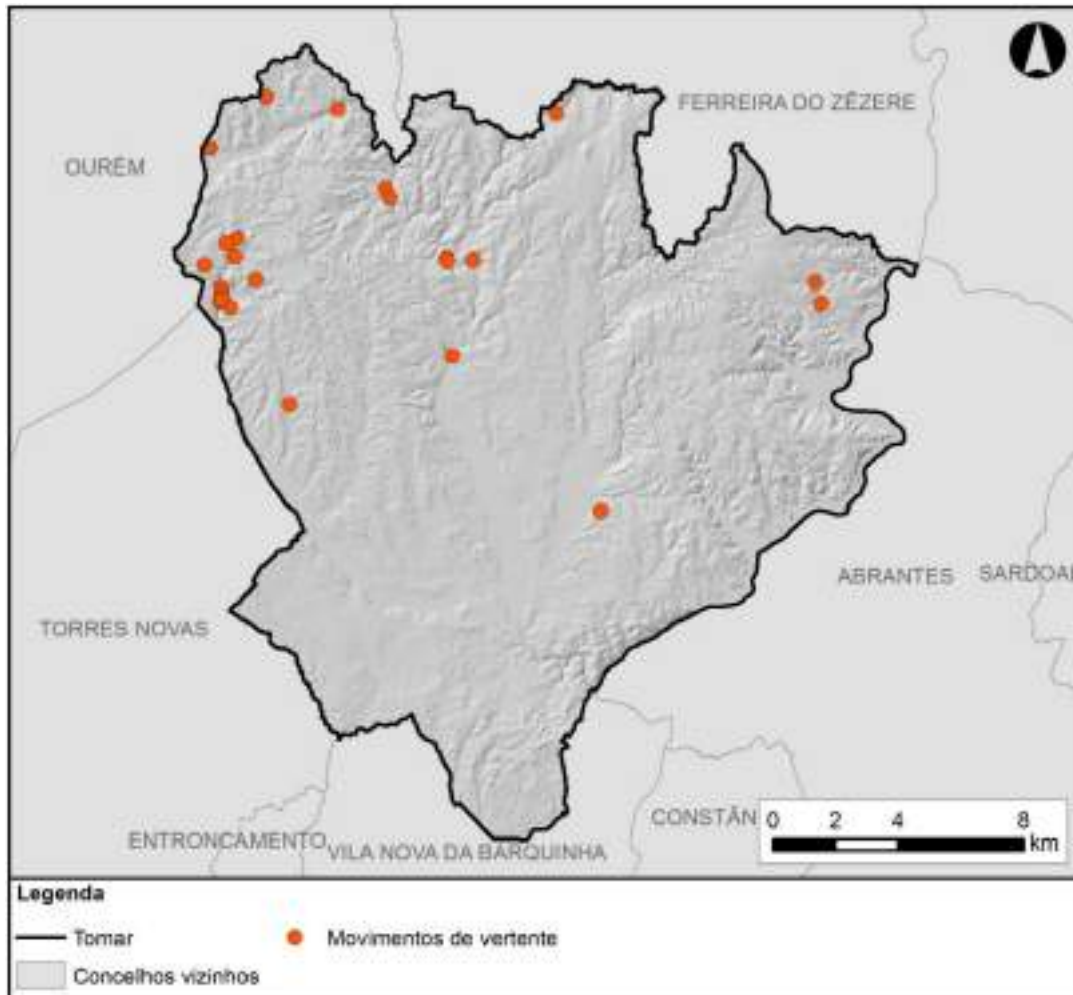 FERREIRA DO ZÊZERE
OURÉM
ABRANTES
SARDOAL
TORRES NOVAS
CONSTÂN
0 2 4 8
km
ENTRONCAMENTO
VILA NOVA DA BARQUINHA
Legenda
Tomar
Movimentos de vertente
Concelhos vizinhos